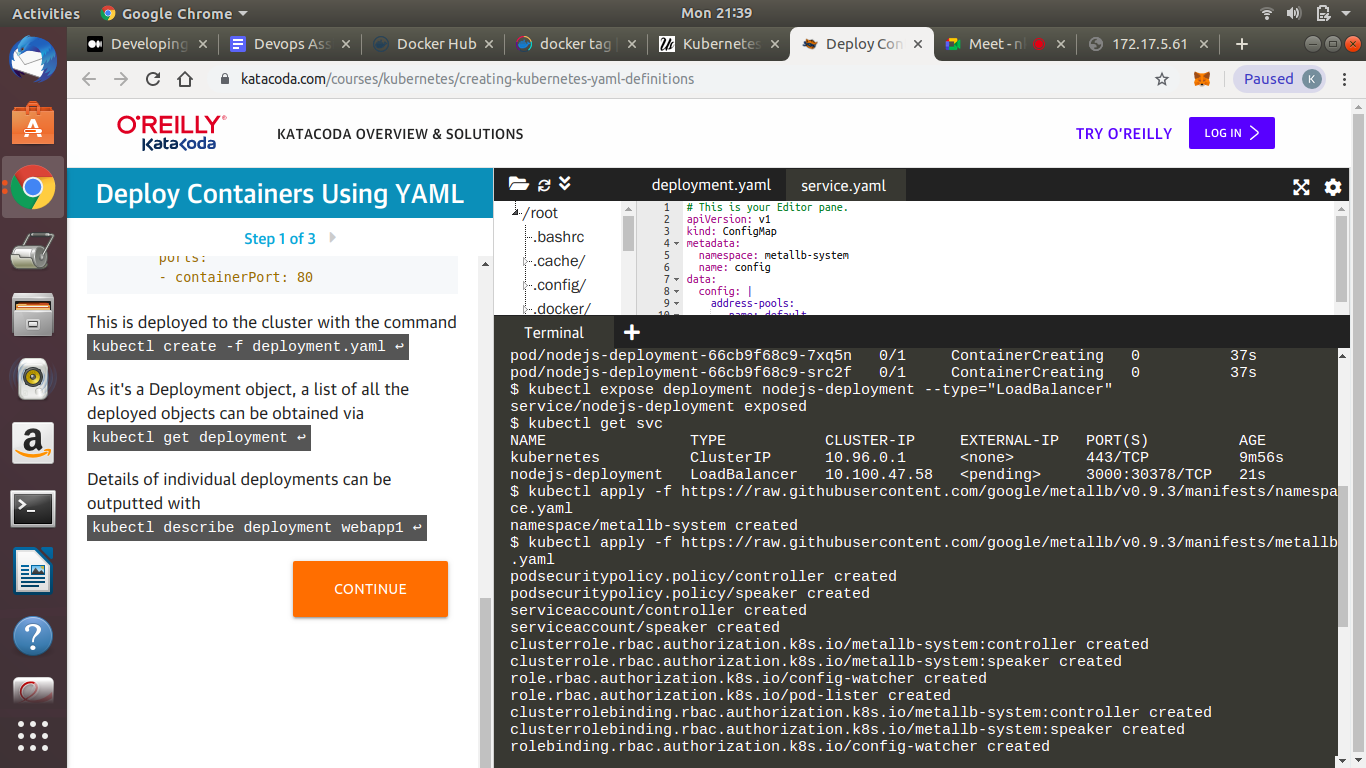 Activities
Google Chrome
Mon 21:39
Developing
Devops Ass
Docker Hub
docker tag
Kubernetes
Deploy Con
Meet - nl
172.17.5.61
katacoda.com/courses/kubernetes/creating-kubernetes-yaml-definitions
Paused
K
O'REILLY®
Katacoda
KATACODA OVERVIEW & SOLUTIONS
TRY O'REILLY
LOG IN
Deploy Containers Using YAML
Step 1 of 3
ports:
- containerPort: 80
This is deployed to the cluster with the command
kubectl create -f deployment.yaml ↩
As it's a Deployment object, a list of all the
deployed objects can be obtained via
kubectl get deployment ↩
Details of individual deployments can be
outputted with
kubectl describe deployment webapp1 ↩
CONTINUE
deployment.yaml
service.yaml
/root
.bashrc
.cache/
.config/
.docker/
1 # This is your Editor pane.
2 apiVersion: v1
3 kind: ConfigMap
4 metadata:
5 namespace: metallb-system
6 name: config
7 data:
8 config: |
9 address-pools:
10 - name: default
Terminal
pod/nodejs-deployment-66cb9f68c9-7xq5n 0/1 ContainerCreating 0 37s
pod/nodejs-deployment-66cb9f68c9-src2f 0/1 ContainerCreating 0 37s
$ kubectl expose deployment nodejs-deployment --type="LoadBalancer"
service/nodejs-deployment exposed
$ kubectl get svc
NAME TYPE CLUSTER-IP EXTERNAL-IP PORT(S) AGE
kubernetes ClusterIP 10.96.0.1 <none> 443/TCP 9m56s
nodejs-deployment LoadBalancer 10.100.47.58 <pending> 3000:30378/TCP 21s
$ kubectl apply -f https://raw.githubusercontent.com/google/metallb/v0.9.3/manifests/namespa
ce.yaml
namespace/metallb-system created
$ kubectl apply -f https://raw.githubusercontent.com/google/metallb/v0.9.3/manifests/metallb
.yaml
podsecuritypolicy.policy/controller created
podsecuritypolicy.policy/speaker created
serviceaccount/controller created
serviceaccount/speaker created
clusterrole.rbac.authorization.k8s.io/metallb-system:controller created
clusterrole.rbac.authorization.k8s.io/metallb-system:speaker created
role.rbac.authorization.k8s.io/config-watcher created
role.rbac.authorization.k8s.io/pod-lister created
clusterrolebinding.rbac.authorization.k8s.io/metallb-system:controller created
clusterrolebinding.rbac.authorization.k8s.io/metallb-system:speaker created
rolebinding.rbac.authorization.k8s.io/config-watcher created